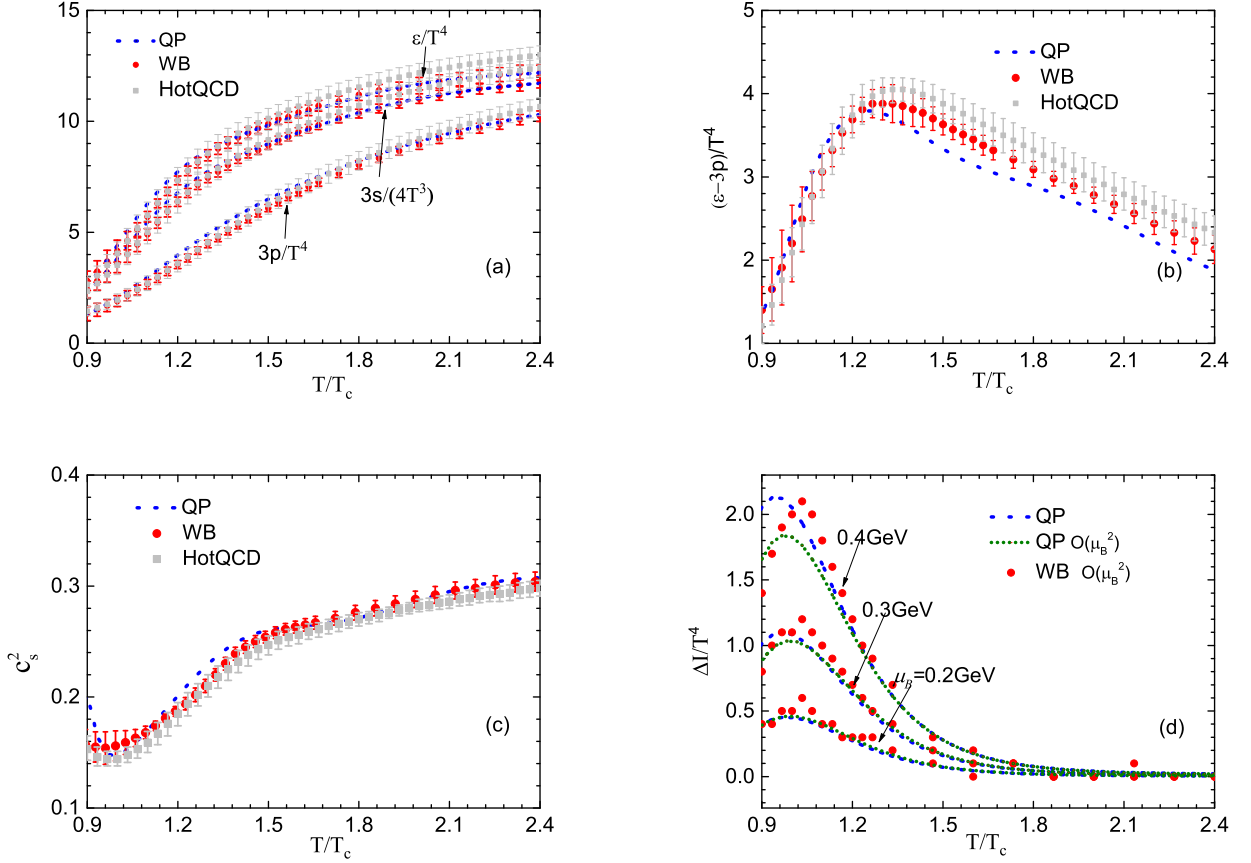 15
10
5
0
QP
WB
HotQCD
ε/T⁴
3s/(4T³)
3p/T⁴
(a)
0.9 1.2 1.5 1.8 2.1 2.4
T/T_c
(ε−3p)/T⁴
5
4
3
2
1
QP
WB
HotQCD
(b)
0.9 1.2 1.5 1.8 2.1 2.4
T/T_c
c_s²
0.4
0.3
0.2
0.1
QP
WB
HotQCD
(c)
0.9 1.2 1.5 1.8 2.1 2.4
T/T_c
ΔI/T⁴
2.0
1.5
1.0
0.5
0.0
QP
QP O(μ_B²)
WB O(μ_B²)
0.4GeV
0.3GeV
μ_B=0.2GeV
(d)
0.9 1.2 1.5 1.8 2.1 2.4
T/T_c